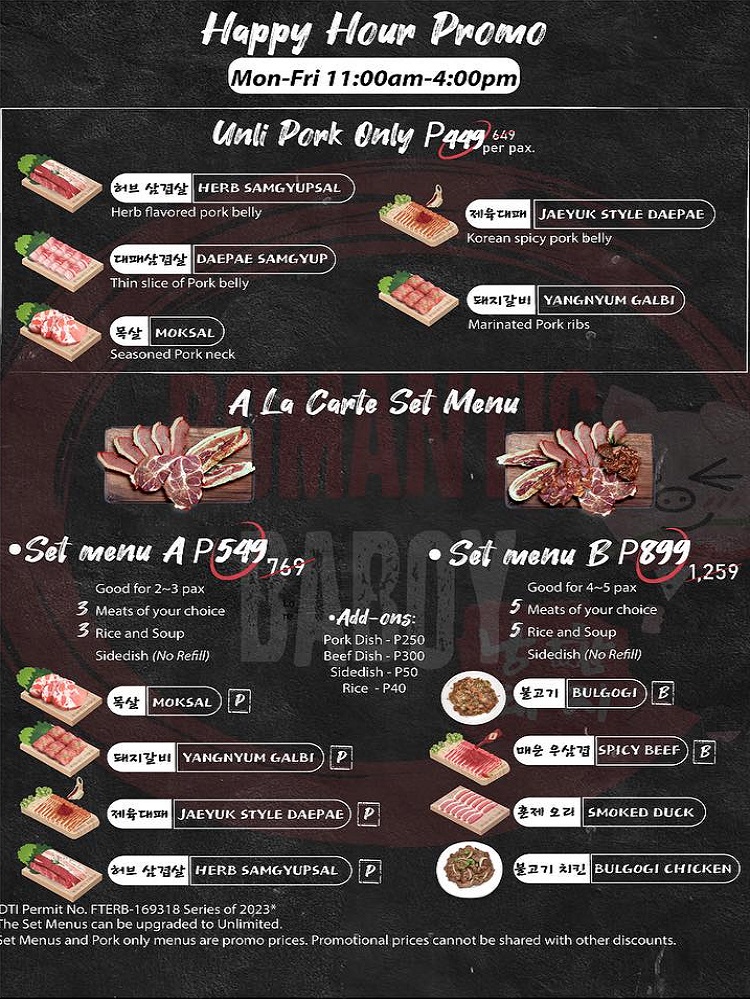 Happy Hour Promo
Mon-Fri 11:00am-4:00pm
Unli Pork Only P449 649
per pax.
허브 삼겹살 HERB SAMGYUPSAL
Herb flavored pork belly
제육대패 JAEYUK STYLE DAEPAE
Korean spicy pork belly
대패삼겹살 DAEPAE SAMGYUP
Thin slice of Pork belly
돼지갈비 YANGNYUM GALBI
Marinated Pork ribs
목살 MOKSAL
Seasoned Pork neck
A La Carte Set Menu
ROMANTIC
BABOY
•Set menu A P549 769
Good for 2~3 pax
3 Meats of your choice
3 Rice and Soup
Sidedish (No Refill)
•Set menu B P899 1,259
Good for 4~5 pax
5 Meats of your choice
5 Rice and Soup
Sidedish (No Refill)
•Add-ons:
Pork Dish - P250
Beef Dish - P300
Sidedish - P50
Rice - P40
목살 MOKSAL P
돼지갈비 YANGNYUM GALBI P
제육대패 JAEYUK STYLE DAEPAE P
허브 삼겹살 HERB SAMGYUPSAL P
불고기 BULGOGI B
매운 우삼겹 SPICY BEEF B
훈제 오리 SMOKED DUCK
불고기 치킨 BULGOGI CHICKEN
DTI Permit No. FTERB-169318 Series of 2023*
The Set Menus can be upgraded to Unlimited.
Set Menus and Pork only menus are promo prices. Promotional prices cannot be shared with other discounts.